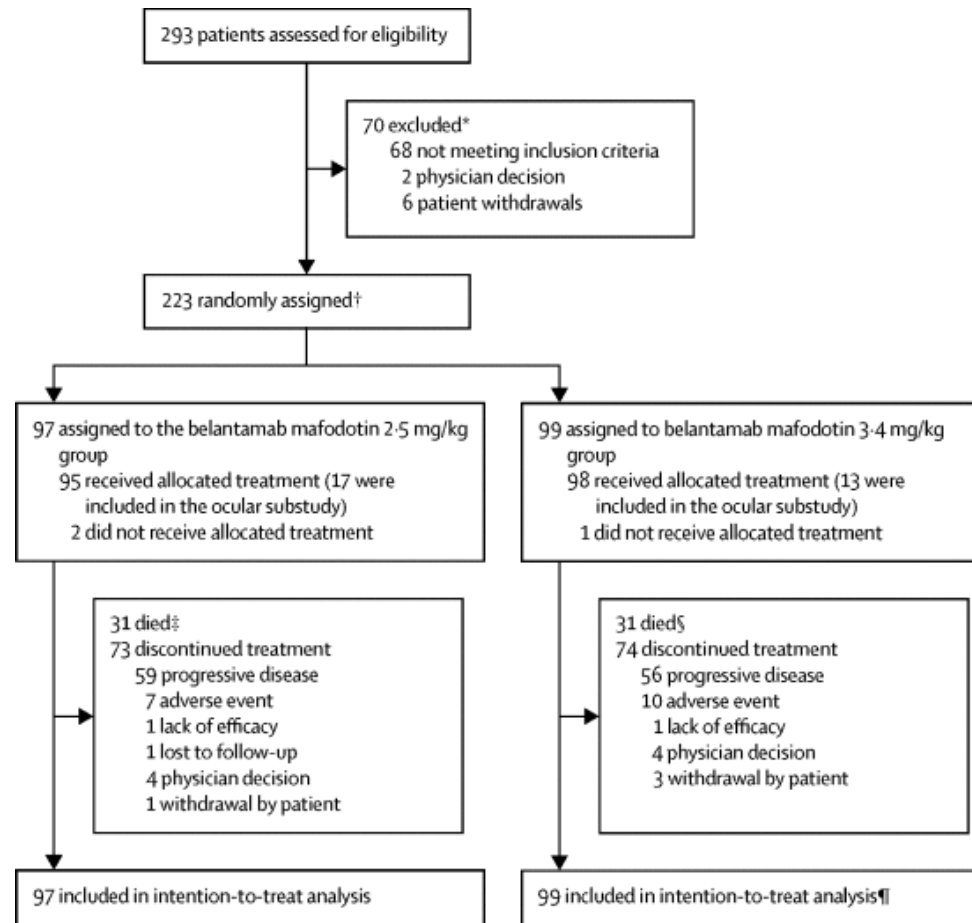 293 patients assessed for eligibility
70 excluded*
68 not meeting inclusion criteria
2 physician decision
6 patient withdrawals
223 randomly assigned†
97 assigned to the belantamab mafodotin 2·5 mg/kg
group
95 received allocated treatment (17 were
included in the ocular substudy)
2 did not receive allocated treatment
99 assigned to belantamab mafodotin 3·4 mg/kg
group
98 received allocated treatment (13 were
included in the ocular substudy)
1 did not receive allocated treatment
31 died‡
73 discontinued treatment
59 progressive disease
7 adverse event
1 lack of efficacy
1 lost to follow-up
4 physician decision
1 withdrawal by patient
31 died§
74 discontinued treatment
56 progressive disease
10 adverse event
1 lack of efficacy
4 physician decision
3 withdrawal by patient
97 included in intention-to-treat analysis
99 included in intention-to-treat analysis¶